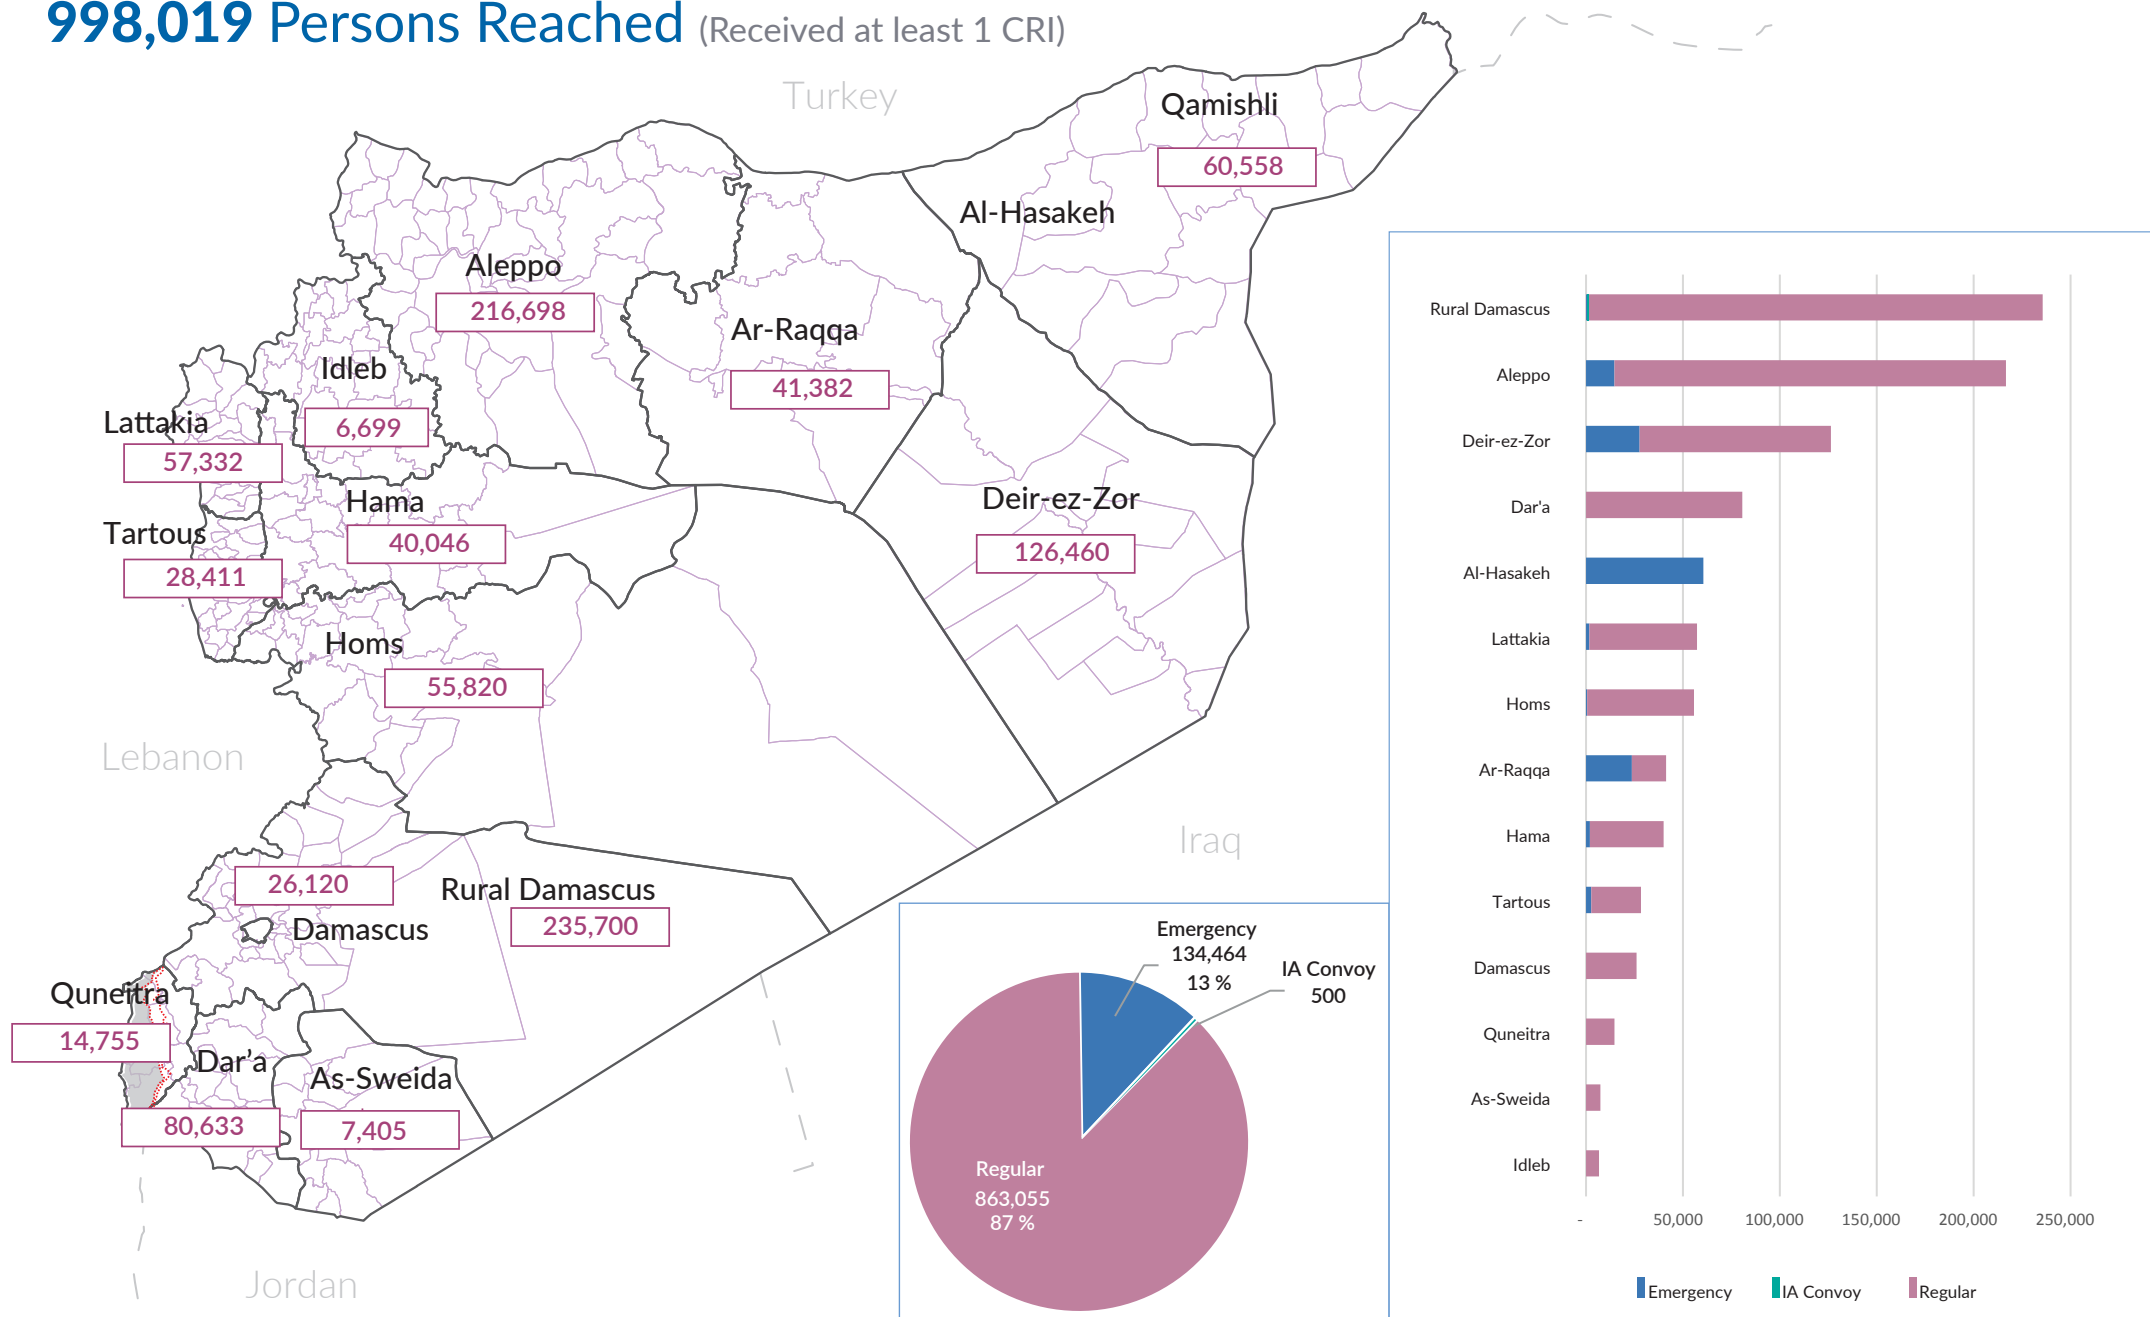 998,019 Persons Reached (Received at least 1 CRI)
Turkey
Qamishli
60,558
Al-Hasakeh
Aleppo
216,698
Ar-Raqqa
41,382
Idleb
6,699
Lattakia
57,332
Hama
40,046
Tartous
28,411
Deir-ez-Zor
126,460
Homs
55,820
Lebanon
Iraq
26,120
Damascus
Rural Damascus
235,700
Quneitra
14,755
Dar'a
80,633
As-Sweida
7,405
Jordan
Emergency
134,464
13 %
IA Convoy
500
Regular
863,055
87 %
Rural Damascus
Aleppo
Deir-ez-Zor
Dar'a
Al-Hasakeh
Lattakia
Homs
Ar-Raqqa
Hama
Tartous
Damascus
Quneitra
As-Sweida
Idleb
- 50,000 100,000 150,000 200,000 250,000
Emergency IA Convoy Regular